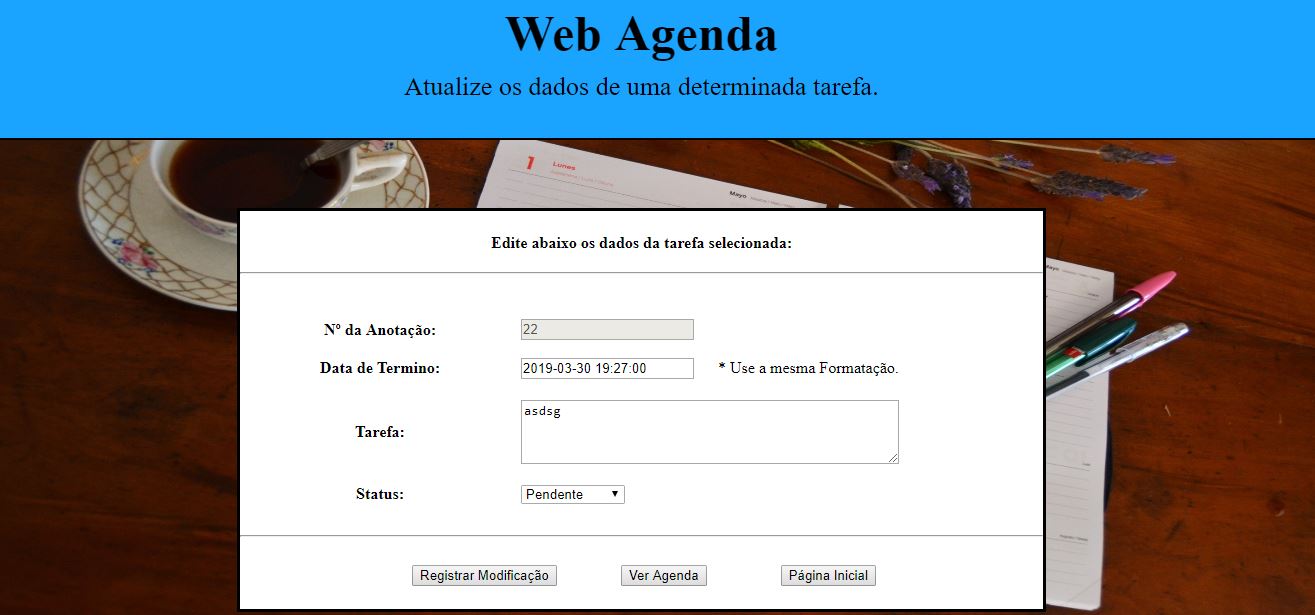 Web Agenda
Atualize os dados de uma determinada tarefa.
1 Lunes
Mayo
Edite abaixo os dados da tarefa selecionada:
Mayo
Nº da Anotação: 22
Data de Termino: 2019-03-30 19:27:00 * Use a mesma Formatação.
Tarefa: asdsg
Status: Pendente
Registrar Modificação Ver Agenda Página Inicial